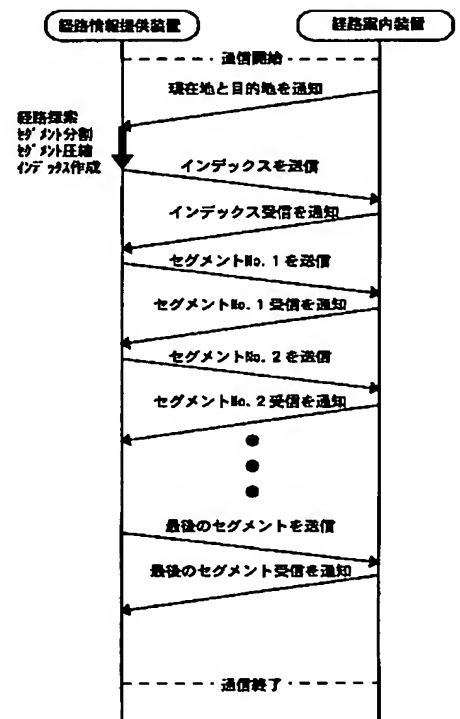 経路情報提供装置
経路案内装置
通信開始
現在地と目的地を通知
経路探索
ｾｸﾞﾒﾝﾄ分割
ｾｸﾞﾒﾝﾄ圧縮
ｲﾝﾃﾞｯｸｽ作成
インデックスを送信
インデックス受信を通知
セグメントNo. 1 を送信
セグメントNo. 1 受信を通知
セグメントNo. 2 を送信
セグメントNo. 2 受信を通知
最後のセグメントを送信
最後のセグメント受信を通知
通信終了